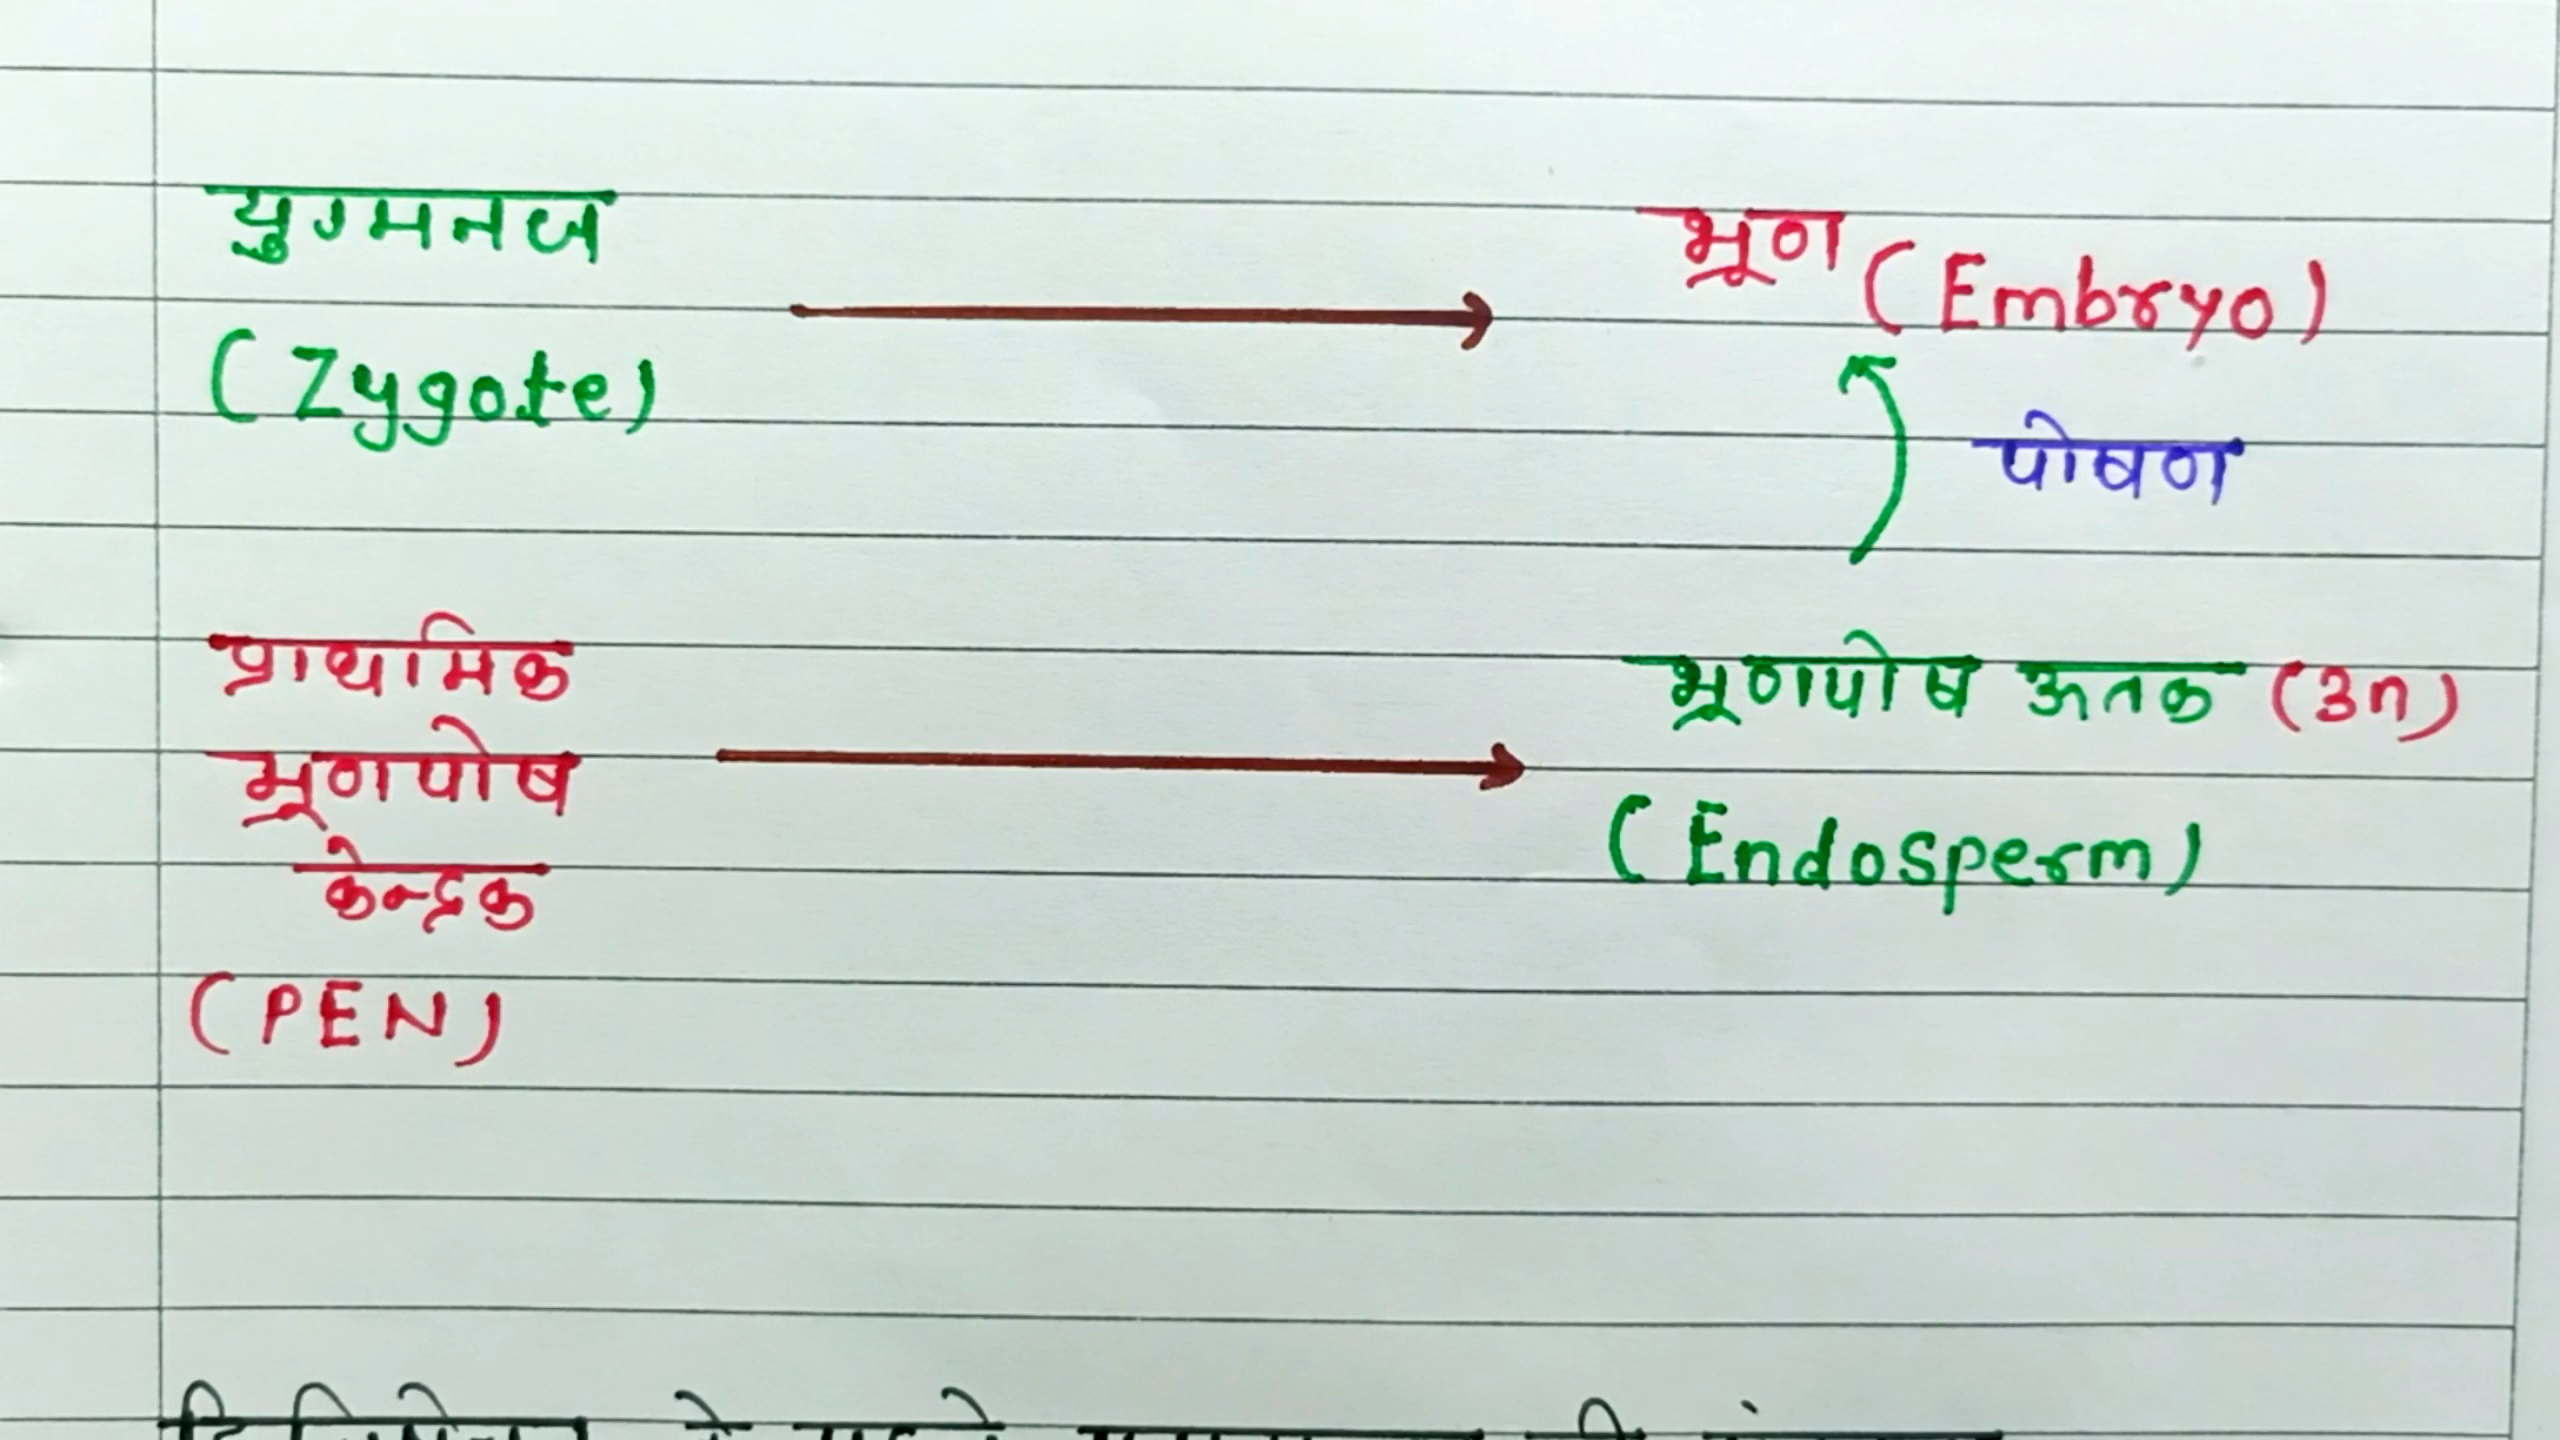 युग्मनज
(Zygote)
भ्रूण (Embryo)
पोषण
प्राथमिक
भ्रूणपोष
केन्द्रक
(PEN)
भ्रूणपोष ऊतक (3n)
(Endosperm)